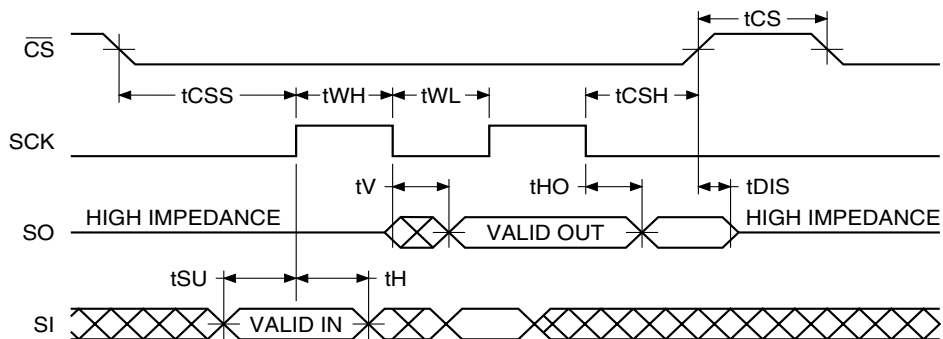 tCS
CS
tCSS
tWH
tWL
tCSH
SCK
tV
tHO
tDIS
HIGH IMPEDANCE
HIGH IMPEDANCE
SO
VALID OUT
tSU
tH
SI
VALID IN